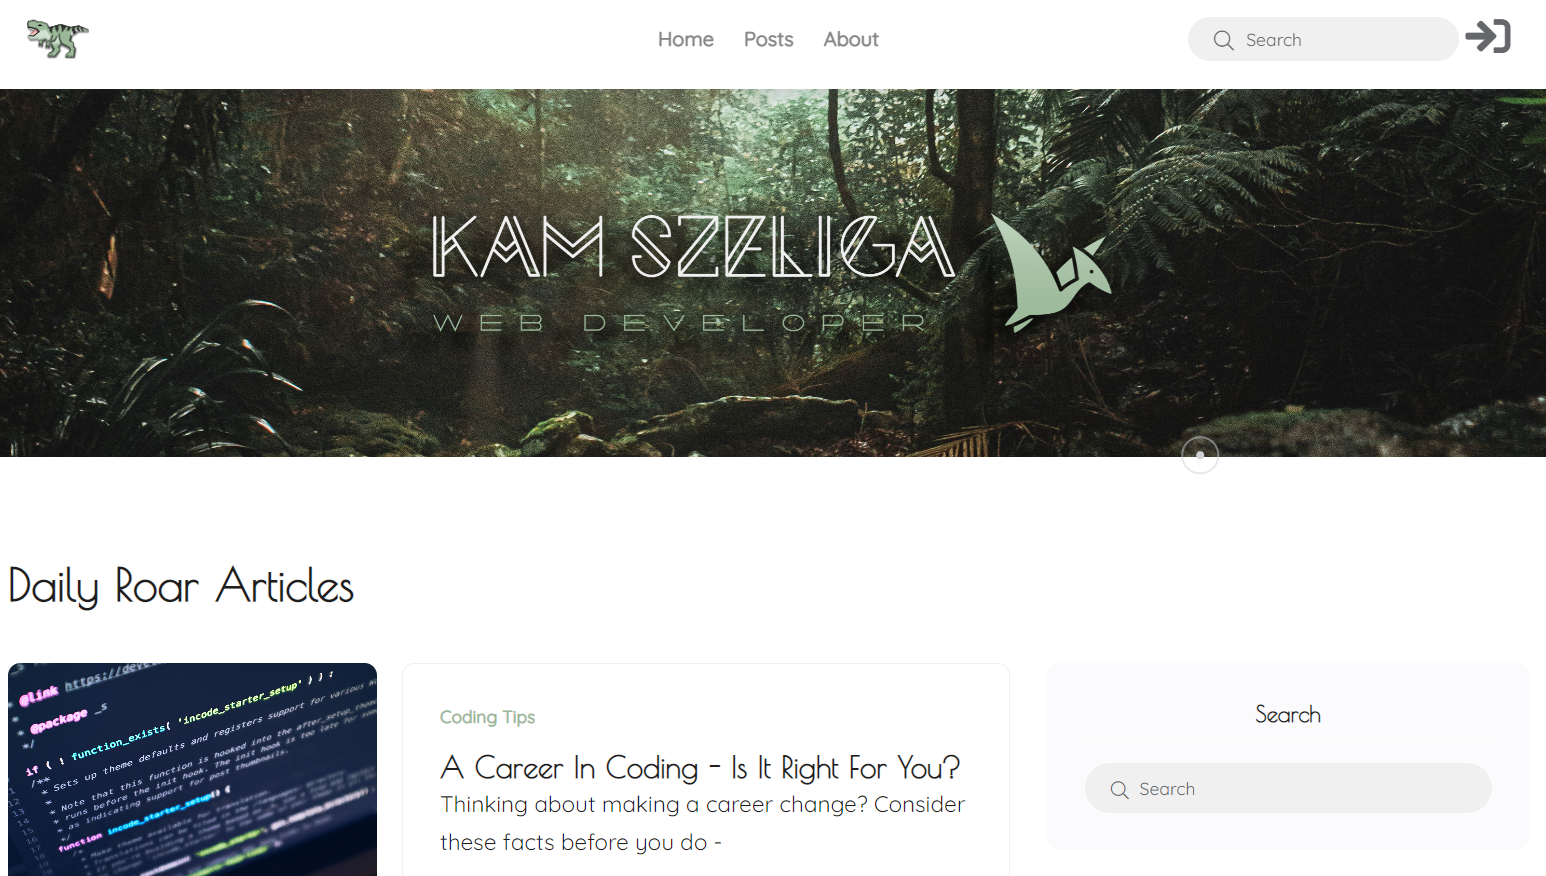 Home Posts About Search
KAM SZELIGA
WEB DEVELOPER
Daily Roar Articles
@link https://deve
* @package _s
*/
if ( ! function_exists( 'incode_starter_setup' ) ) :
/**
* Sets up theme defaults and registers support for various
* Note that this function is hooked into the after_setup_theme
* runs before the init hook. The init hook is too late for some
* as indicating support for post thumbnails.
*/
function incode_starter_setup() {
Coding Tips
A Career In Coding - Is It Right For You?
Thinking about making a career change? Consider
these facts before you do -
Search
Search